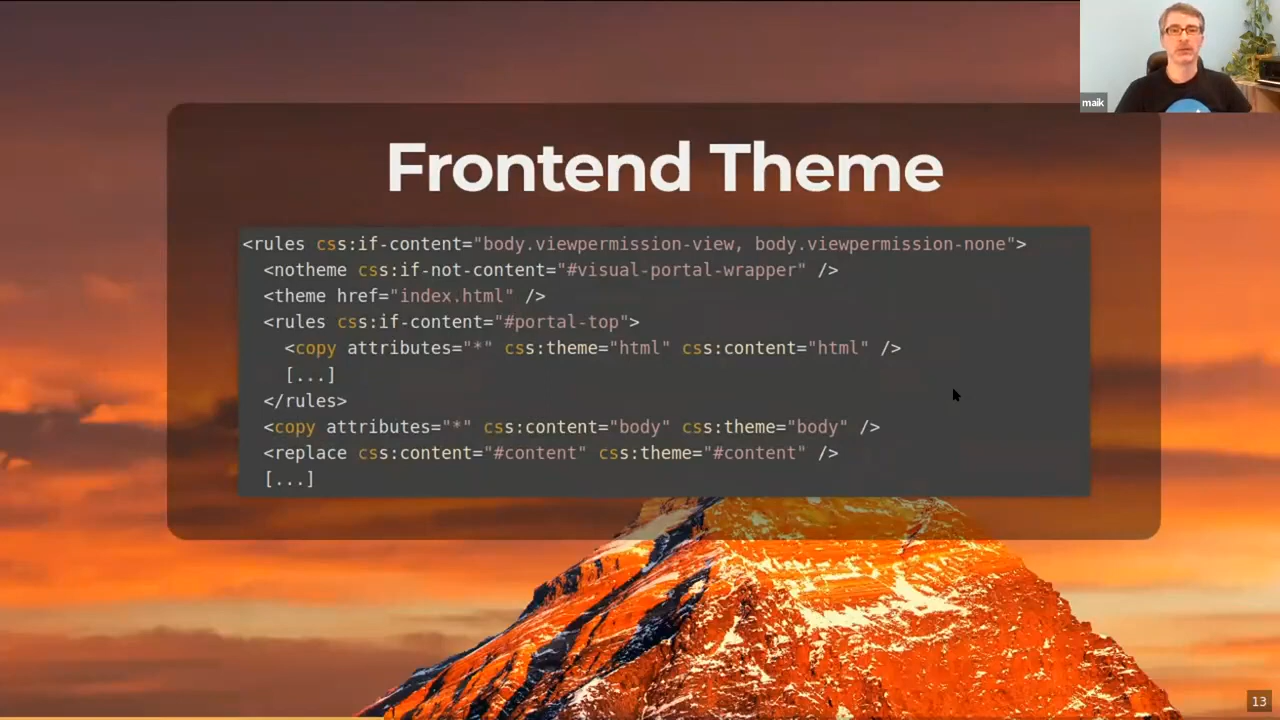 maik
Frontend Theme
<rules css:if-content="body.viewpermission-view, body.viewpermission-none">
<notheme css:if-not-content="#visual-portal-wrapper" />
<theme href="index.html" />
<rules css:if-content="#portal-top">
<copy attributes="*" css:theme="html" css:content="html" />
[...]
</rules>
<copy attributes="*" css:content="body" css:theme="body" />
<replace css:content="#content" css:theme="#content" />
[...]
13